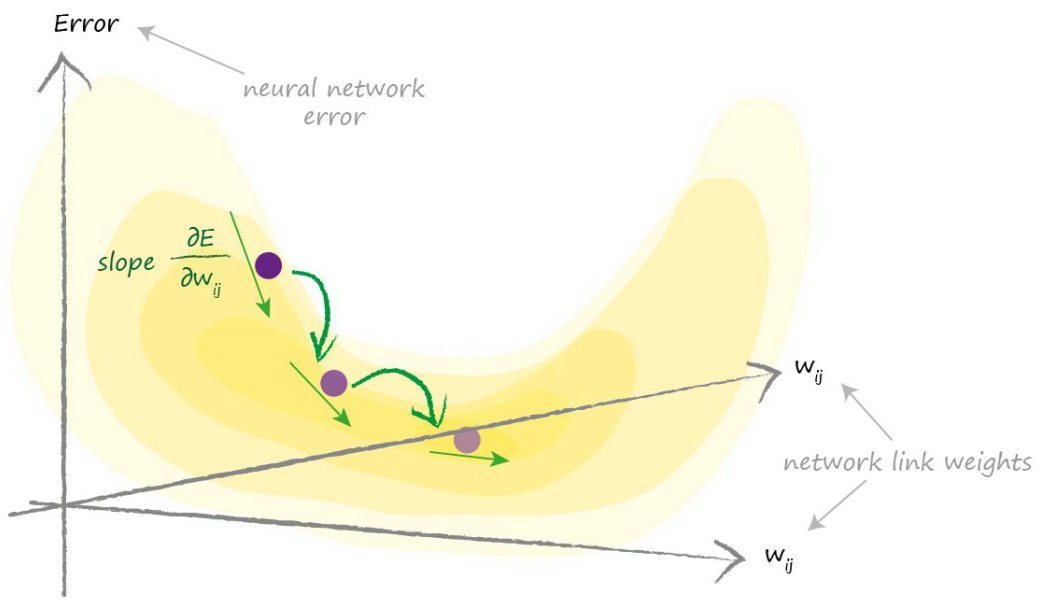 Error
neural network
error
slope ∂E/∂w_ij
w_ij
network link weights
w_ij